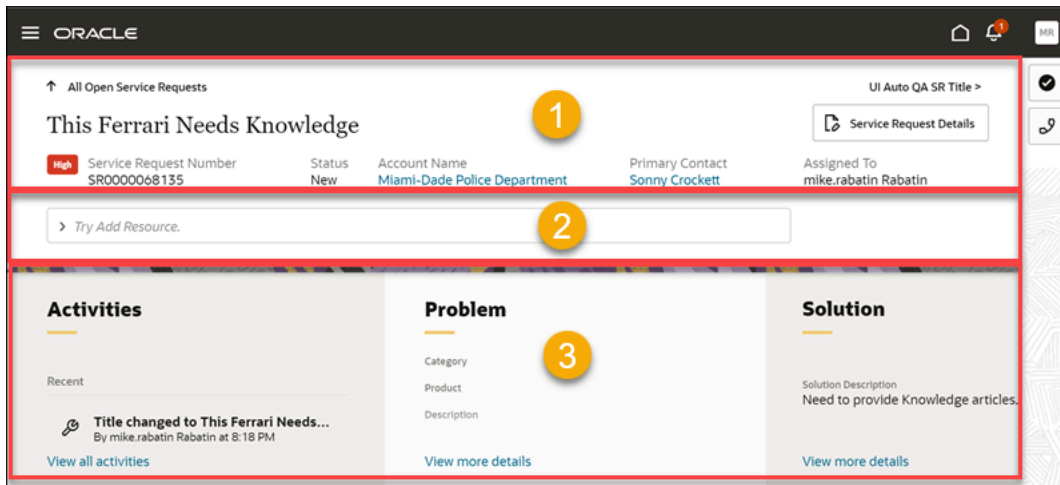 ORACLE
1
MR
All Open Service Requests
UI Auto QA SR Title >
1
This Ferrari Needs Knowledge
Service Request Details
High
Service Request Number
Status
Account Name
Primary Contact
Assigned To
SR0000068135
New
Miami-Dade Police Department
Sonny Crockett
mike.rabatin Rabatin
> Try Add Resource.
2
Activities
Problem
Solution
3
Recent
Title changed to This Ferrari Needs...
By mike.rabatin Rabatin at 8:18 PM
View all activities
Category
Product
Description
View more details
Solution Description
Need to provide Knowledge articles.
View more details